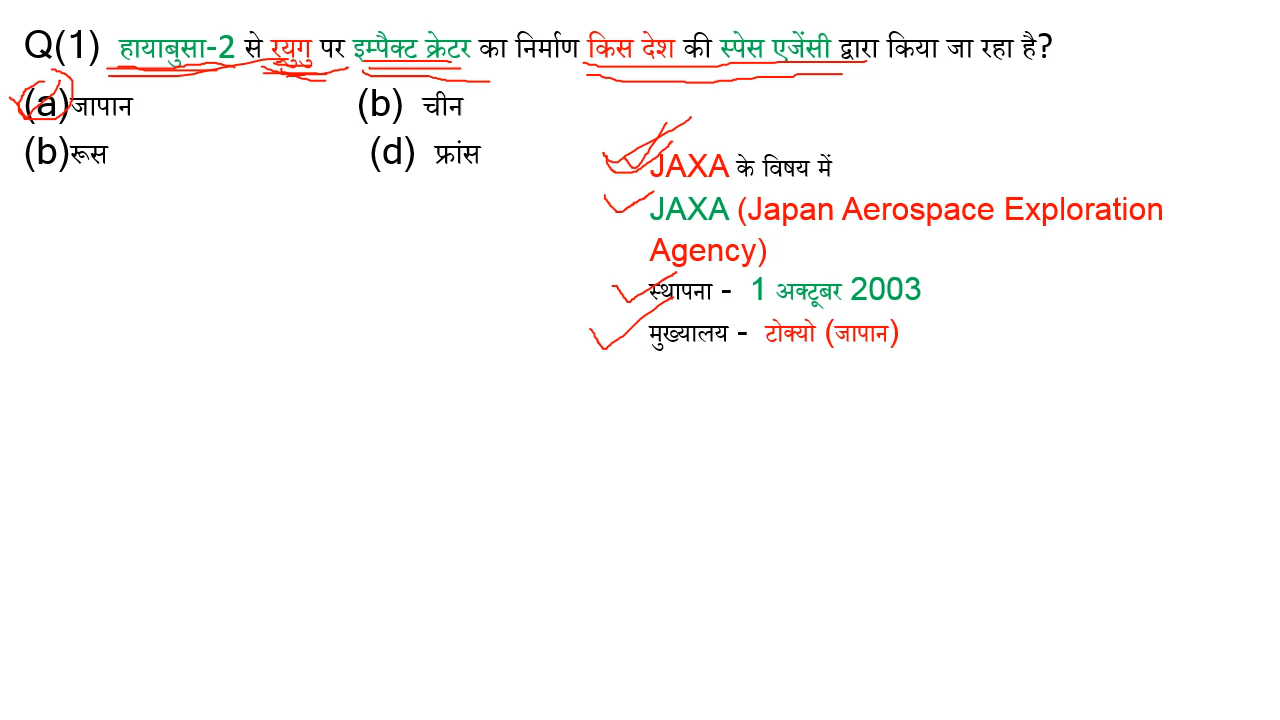 Q(1) हायाबुसा-2 से रयुगु पर इम्पैक्ट क्रेटर का निर्माण किस देश की स्पेस एजेंसी द्वारा किया जा रहा है?
(a)जापान (b) चीन
(b)रूस (d) फ्रांस
JAXA के विषय में
JAXA (Japan Aerospace Exploration
Agency)
स्थापना - 1 अक्टूबर 2003
मुख्यालय - टोक्यो (जापान)